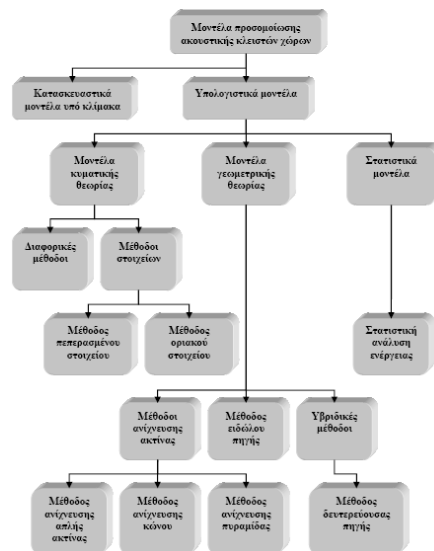 Μοντέλα προσομοίωσης
ακουστικής κλειστών χώρων
Κατασκευαστικά
μοντέλα υπό κλίμακα
Υπολογιστικά μοντέλα
Μοντέλα
κυματικής
θεωρίας
Μοντέλα
γεωμετρικής
θεωρίας
Στατιστικά
μοντέλα
Διαφορικές
μέθοδοι
Μέθοδοι
στοιχείων
Μέθοδος
πεπερασμένου
στοιχείου
Μέθοδος
οριακού
στοιχείου
Στατιστική
ανάλυση
ενέργειας
Μέθοδοι
ανίχνευσης
ακτίνας
Μέθοδος
ειδώλου
πηγής
Υβριδικές
μέθοδοι
Μέθοδος
ανίχνευσης
απλής
ακτίνας
Μέθοδος
ανίχνευσης
κώνου
Μέθοδος
ανίχνευσης
πυραμίδας
Μέθοδος
δευτερεύουσας
πηγής